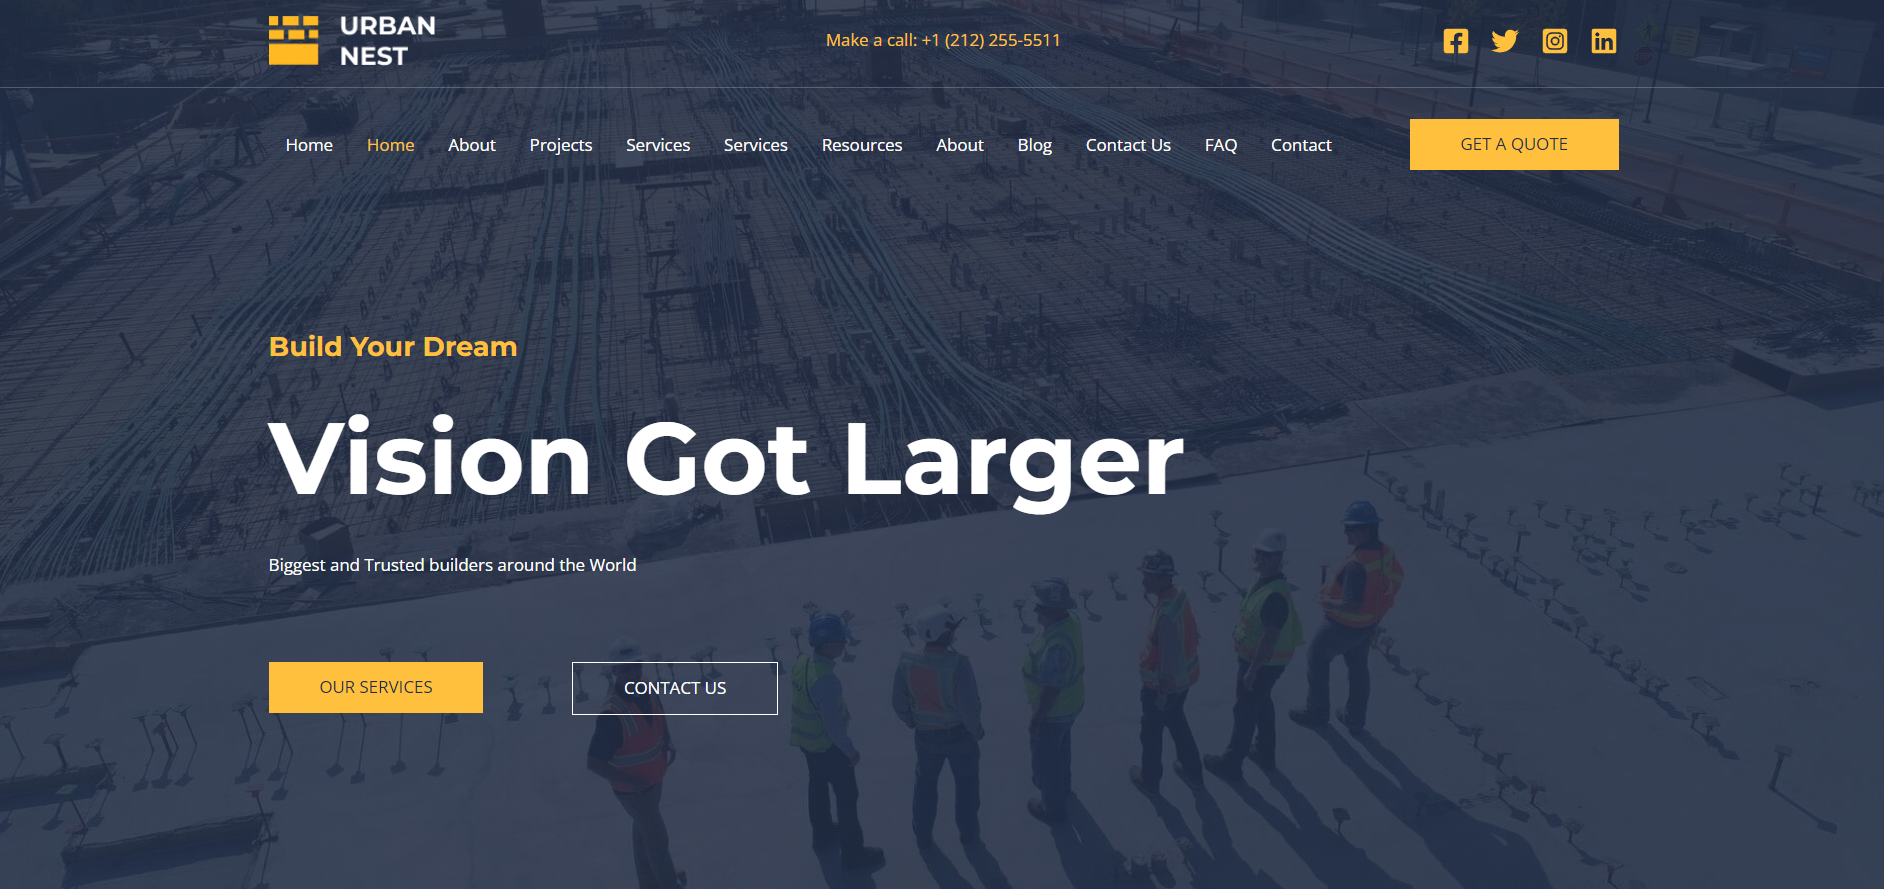 URBAN
NEST
Make a call: +1 (212) 255-5511
Home Home About Projects Services Services Resources About Blog Contact Us FAQ Contact
GET A QUOTE
Build Your Dream
Vision Got Larger
Biggest and Trusted builders around the World
OUR SERVICES
CONTACT US